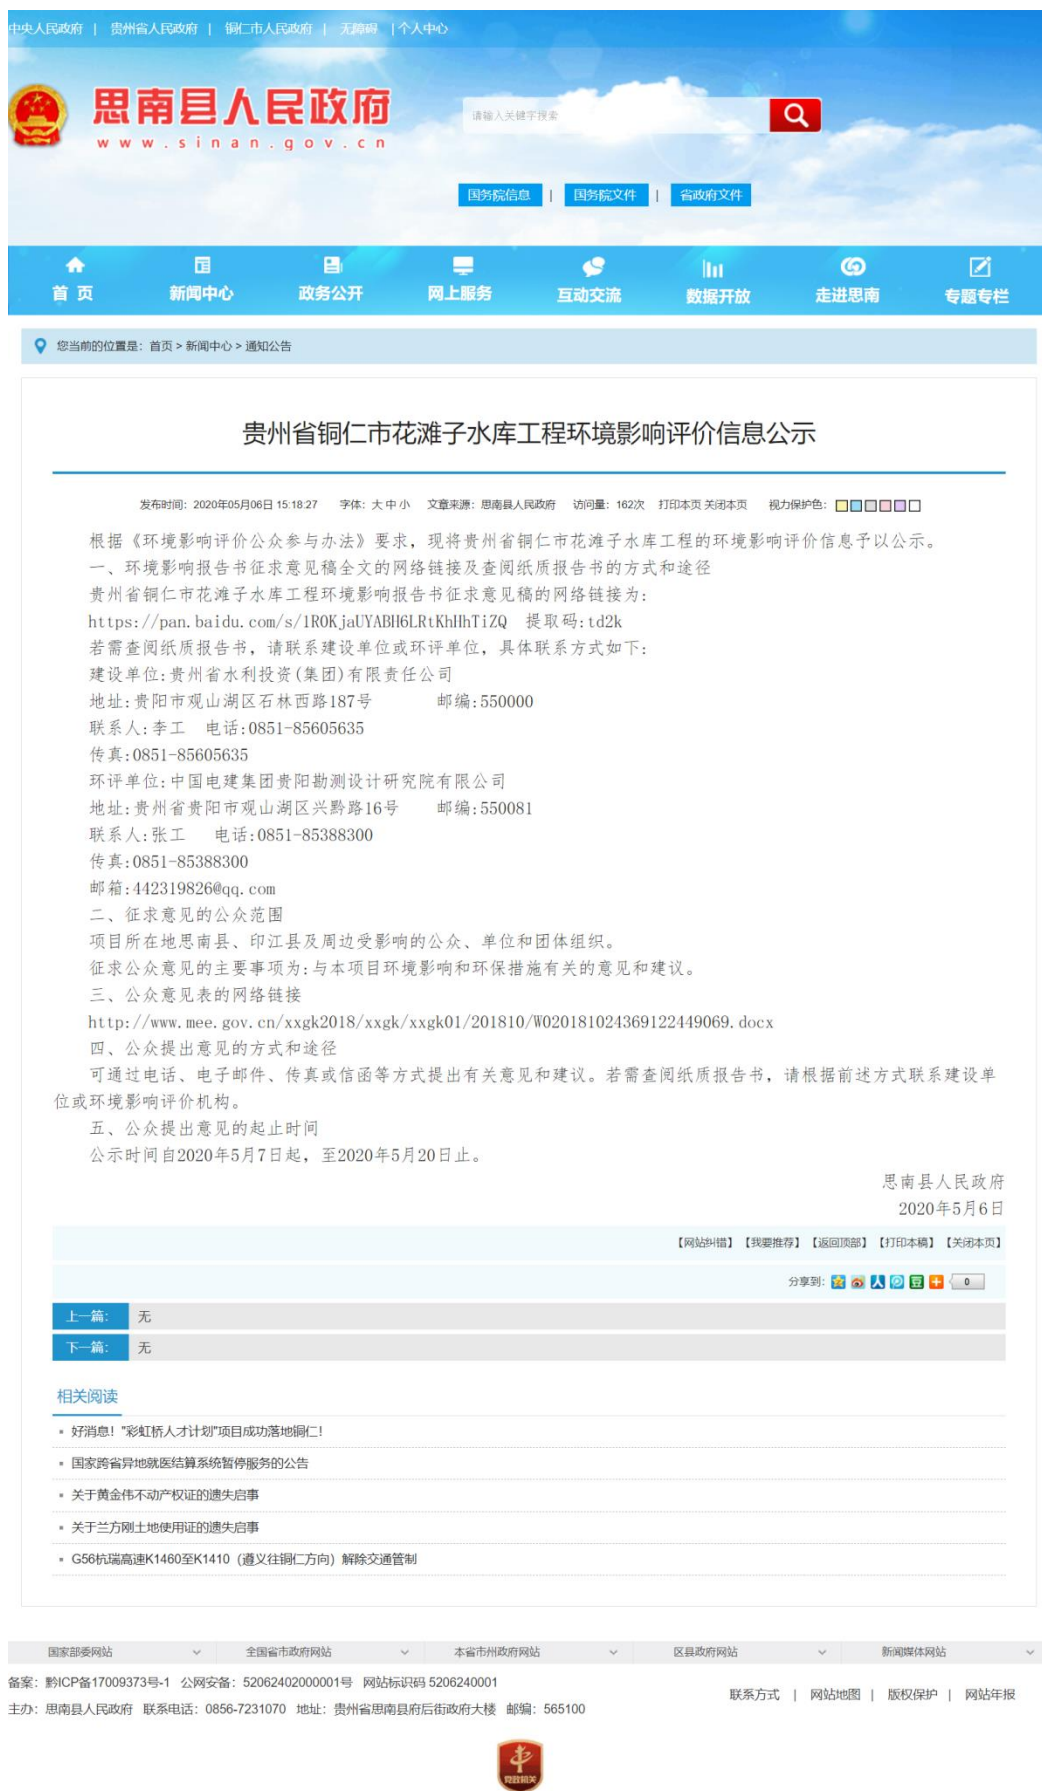 中央人民政府 | 贵州省人民政府 | 铜仁市人民政府 | 无障碍 | 个人中心
思南县人民政府
www.sinan.gov.cn
请输入关键字搜索
国务院信息 | 国务院文件 | 省政府文件
首 页 新闻中心 政务公开 网上服务 互动交流 数据开放 走进思南 专题专栏
您当前的位置是：首页 > 新闻中心 > 通知公告
贵州省铜仁市花滩子水库工程环境影响评价信息公示
发布时间：2020年05月06日 15:18:27 字体：大 中 小 文章来源：思南县人民政府 访问量：162次 打印本页 关闭本页 视力保护色：
根据《环境影响评价公众参与办法》要求，现将贵州省铜仁市花滩子水库工程的环境影响评价信息予以公示。
一、环境影响报告书征求意见稿全文的网络链接及查阅纸质报告书的方式和途径
贵州省铜仁市花滩子水库工程环境影响报告书征求意见稿的网络链接为：
https://pan.baidu.com/s/1R0KjaUYABH6LRtKhHhTiZQ 提取码:td2k
若需查阅纸质报告书，请联系建设单位或环评单位，具体联系方式如下：
建设单位:贵州省水利投资(集团)有限责任公司
地址:贵阳市观山湖区石林西路187号 邮编:550000
联系人:李工 电话:0851-85605635
传真:0851-85605635
环评单位:中国电建集团贵阳勘测设计研究院有限公司
地址:贵州省贵阳市观山湖区兴黔路16号 邮编:550081
联系人:张工 电话:0851-85388300
传真:0851-85388300
邮箱:442319826@qq.com
二、征求意见的公众范围
项目所在地思南县、印江县及周边受影响的公众、单位和团体组织。
征求公众意见的主要事项为:与本项目环境影响和环保措施有关的意见和建议。
三、公众意见表的网络链接
http://www.mee.gov.cn/xxgk2018/xxgk/xxgk01/201810/W020181024369122449069.docx
四、公众提出意见的方式和途径
可通过电话、电子邮件、传真或信函等方式提出有关意见和建议。若需查阅纸质报告书，请根据前述方式联系建设单
位或环境影响评价机构。
五、公众提出意见的起止时间
公示时间自2020年5月7日起，至2020年5月20日止。
思南县人民政府
2020年5月6日
【网站纠错】【我要推荐】【返回顶部】【打印本稿】【关闭本页】
分享到： 0
上一篇： 无
下一篇： 无
相关阅读
好消息！"彩虹桥人才计划"项目成功落地铜仁！
国家跨省异地就医结算系统暂停服务的公告
关于黄金伟不动产权证的遗失启事
关于兰方刚土地使用证的遗失启事
G56杭瑞高速K1460至K1410（遵义往铜仁方向）解除交通管制
国家部委网站 全国省市政府网站 本省市州政府网站 区县政府网站 新闻媒体网站
备案：黔ICP备17009373号-1 公网安备：52062402000001号 网站标识码 5206240001
联系方式 | 网站地图 | 版权保护 | 网站年报
主办：思南县人民政府 联系电话：0856-7231070 地址：贵州省思南县府后街政府大楼 邮编：565100
党政机关